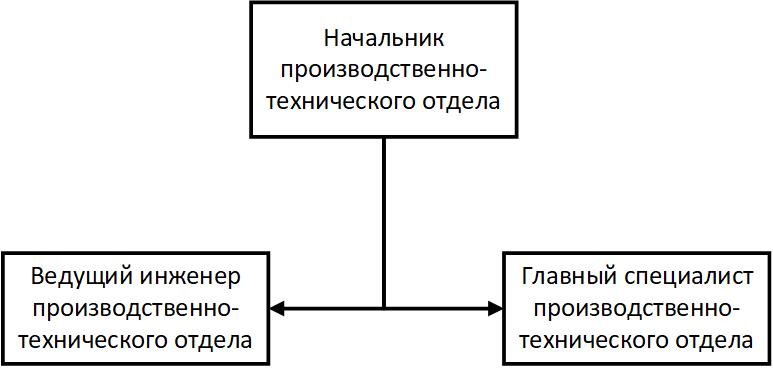 Начальник
производственно-
технического отдела
Ведущий инженер
производственно-
технического отдела
Главный специалист
производственно-
технического отдела